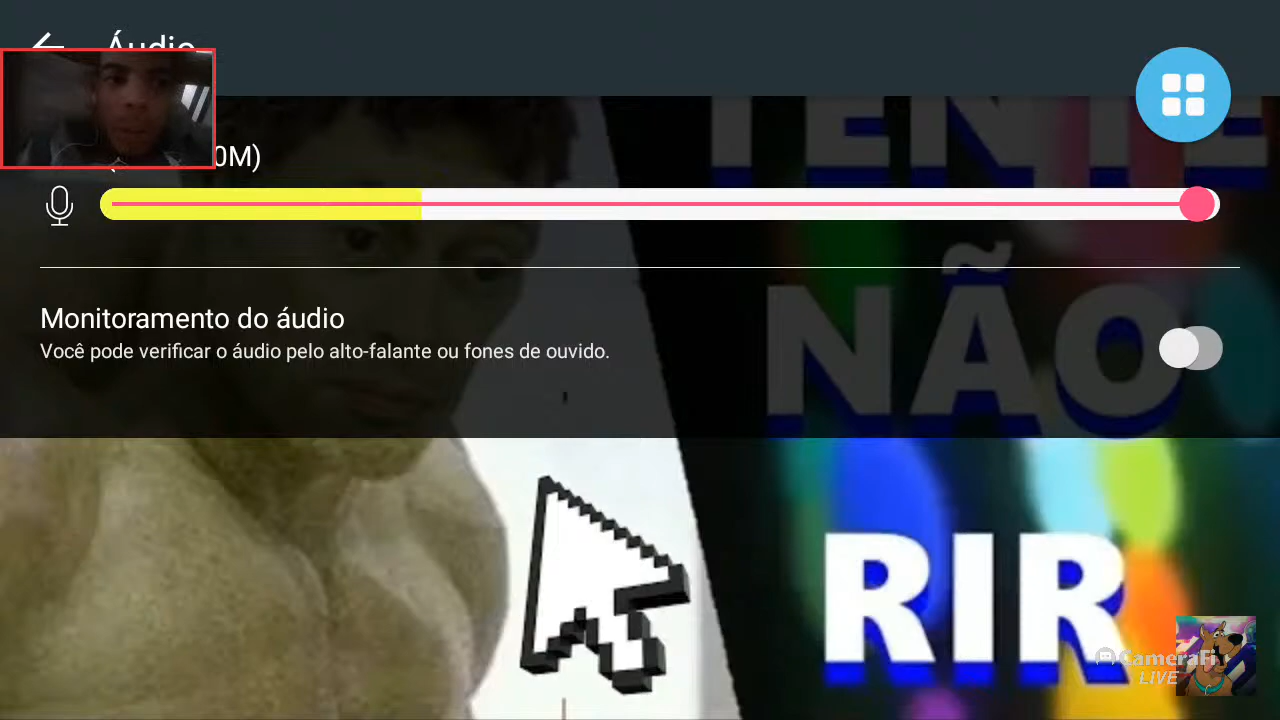 Áudio
0M)
Monitoramento do áudio
Você pode verificar o áudio pelo alto-falante ou fones de ouvido.
TENTE
NÃO
RIR
CameraFi
LIVE